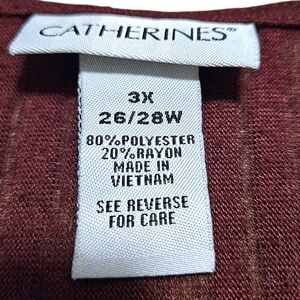 CATHERINES®
3X
26/28W
80%POLYESTER
20%RAYON
MADE IN
VIETNAM
SEE REVERSE
FOR CARE